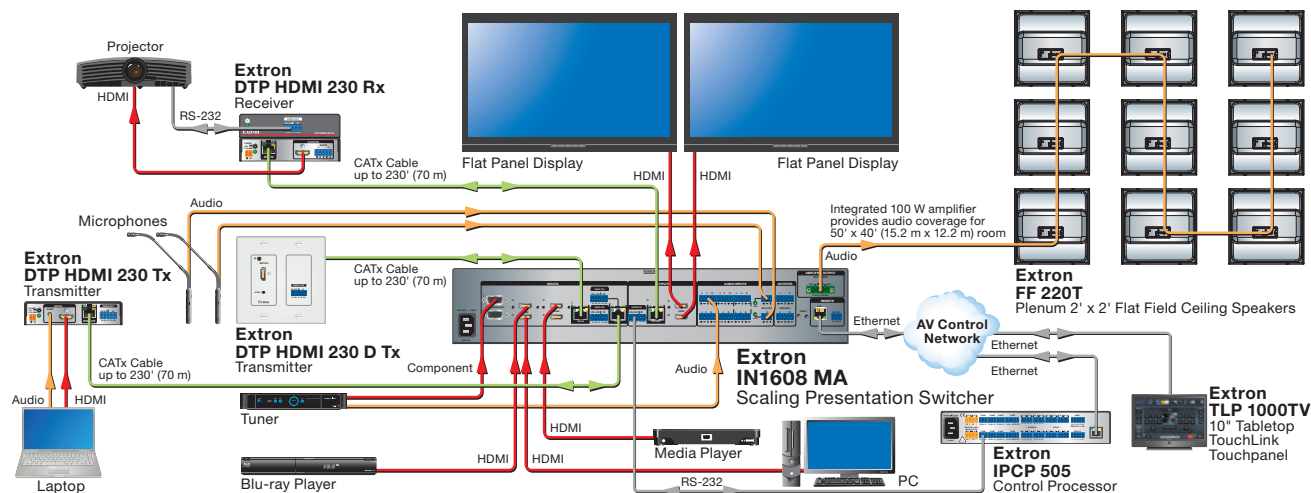 Projector
HDMI
RS-232
Extron
DTP HDMI 230 Rx
Receiver
CATx Cable
up to 230' (70 m)
Flat Panel Display
Flat Panel Display
HDMI
HDMI
Audio
Microphones
Extron
DTP HDMI 230 Tx
Transmitter
CATx Cable
up to 230' (70 m)
Integrated 100 W amplifier
provides audio coverage for
50' x 40' (15.2 m x 12.2 m) room
Audio
Extron
FF 220T
Plenum 2' x 2' Flat Field Ceiling Speakers
Extron
DTP HDMI 230 D Tx
Transmitter
CATx Cable
up to 230' (70 m)
Component
Audio
Extron
IN1608 MA
Scaling Presentation Switcher
Ethernet
AV Control
Network
Ethernet
Ethernet
Audio
HDMI
Tuner
HDMI
Media Player
Extron
TLP 1000TV
10" Tabletop
TouchLink
Touchpanel
Extron
IPCP 505
Control Processor
Laptop
Blu-ray Player
HDMI
HDMI
RS-232
PC